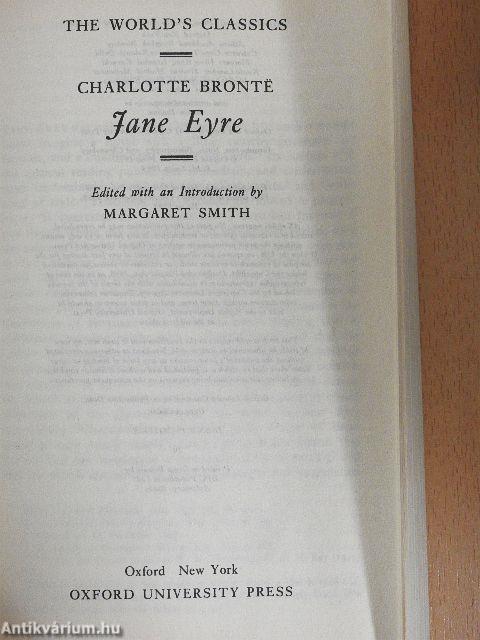 THE WORLD'S CLASSICS
CHARLOTTE BRONTË
Jane Eyre
Edited with an Introduction by
MARGARET SMITH
Oxford New York
OXFORD UNIVERSITY PRESS
Antikvárium.hu